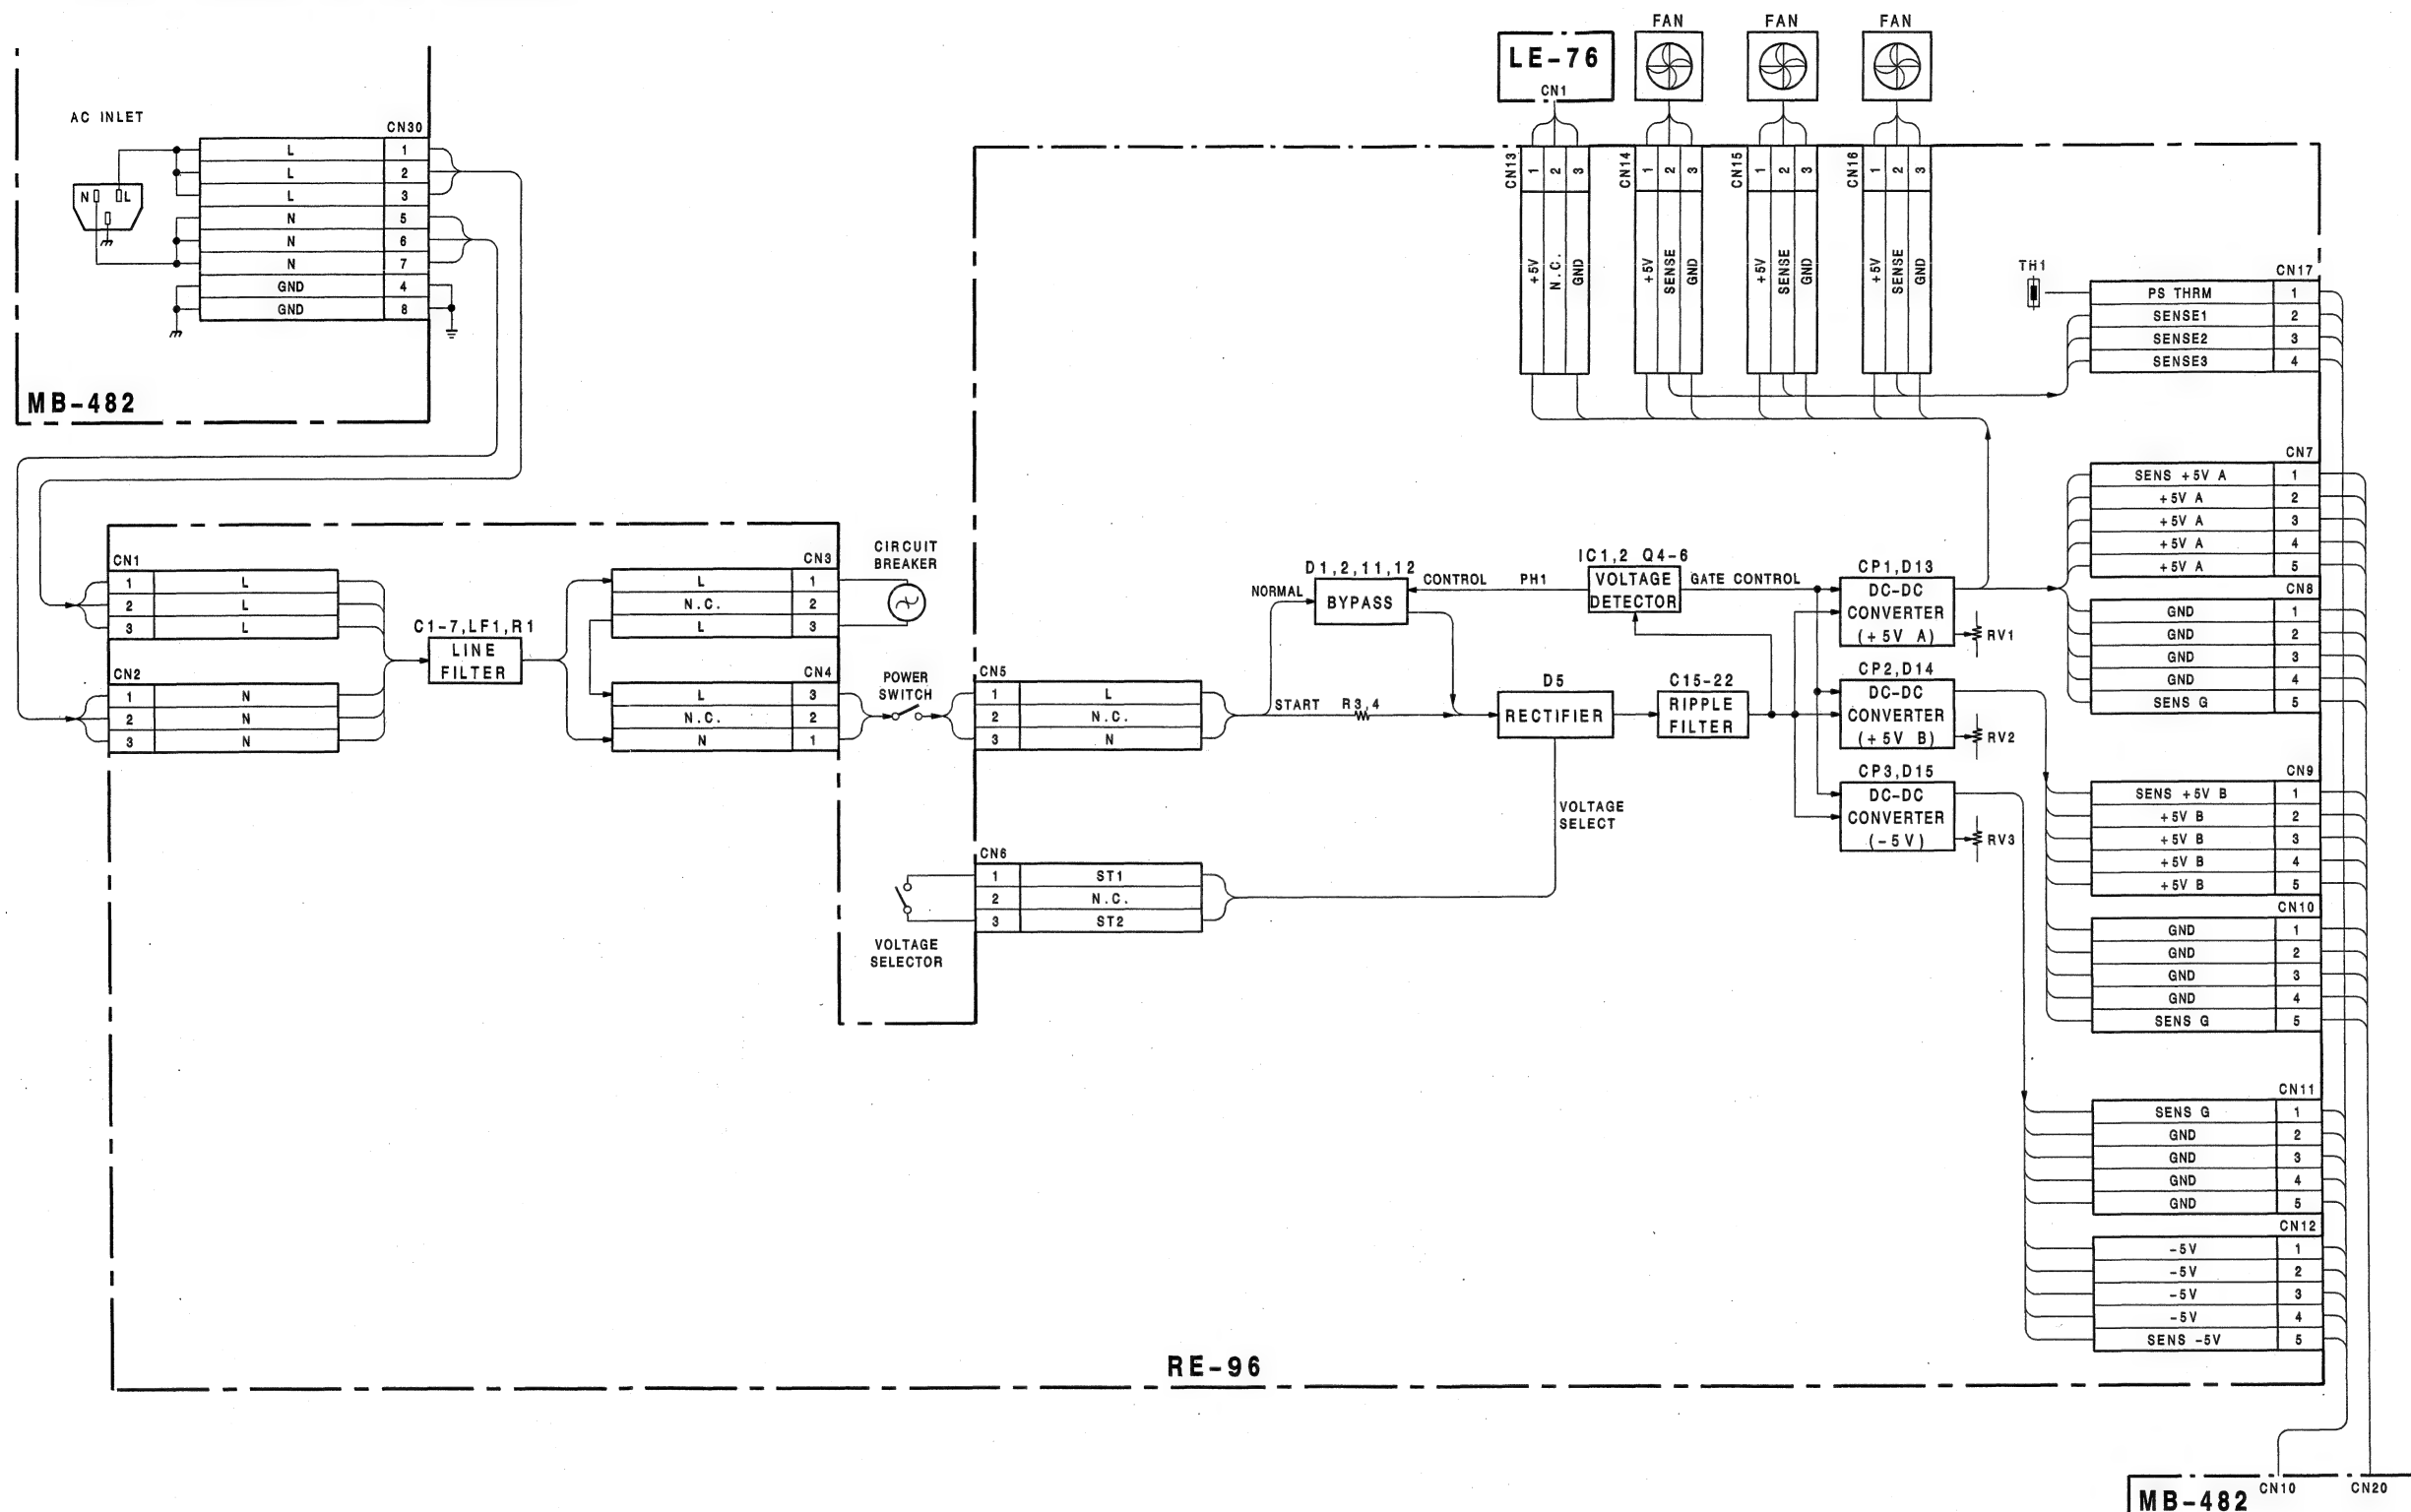 AC INLET
N
L
CN30
L 1
L 2
L 3
N 5
N 6
N 7
GND 4
GND 8
MB-482
LE-76
CN1
FAN
FAN
FAN
CN13
1 2 3
+5V
N.C.
GND
CN14
1 2 3
+5V
SENSE
GND
CN15
1 2 3
+5V
SENSE
GND
CN16
1 2 3
+5V
SENSE
GND
TH1
CN17
PS THRM 1
SENSE1 2
SENSE2 3
SENSE3 4
CN1
1 L
2 L
3 L
CN2
1 N
2 N
3 N
C1-7,LF1,R1
LINE
FILTER
CN3
L 1
N.C. 2
L 3
CN4
L 3
N.C. 2
N 1
CIRCUIT
BREAKER
POWER
SWITCH
CN5
1 L
2 N.C.
3 N
CN6
1 ST1
2 N.C.
3 ST2
VOLTAGE
SELECTOR
NORMAL
START
R3,4
D1,2,11,12
BYPASS
CONTROL
PH1
IC1,2 Q4-6
VOLTAGE
DETECTOR
GATE CONTROL
D5
RECTIFIER
C15-22
RIPPLE
FILTER
VOLTAGE
SELECT
CP1,D13
DC-DC
CONVERTER
(+5V A)
RV1
CP2,D14
DC-DC
CONVERTER
(+5V B)
RV2
CP3,D15
DC-DC
CONVERTER
(-5V)
RV3
CN7
SENS +5V A 1
+5V A 2
+5V A 3
+5V A 4
+5V A 5
CN8
GND 1
GND 2
GND 3
GND 4
SENS G 5
CN9
SENS +5V B 1
+5V B 2
+5V B 3
+5V B 4
+5V B 5
CN10
GND 1
GND 2
GND 3
GND 4
SENS G 5
CN11
SENS G 1
GND 2
GND 3
GND 4
GND 5
CN12
-5V 1
-5V 2
-5V 3
-5V 4
SENS -5V 5
RE-96
MB-482
CN10
CN20